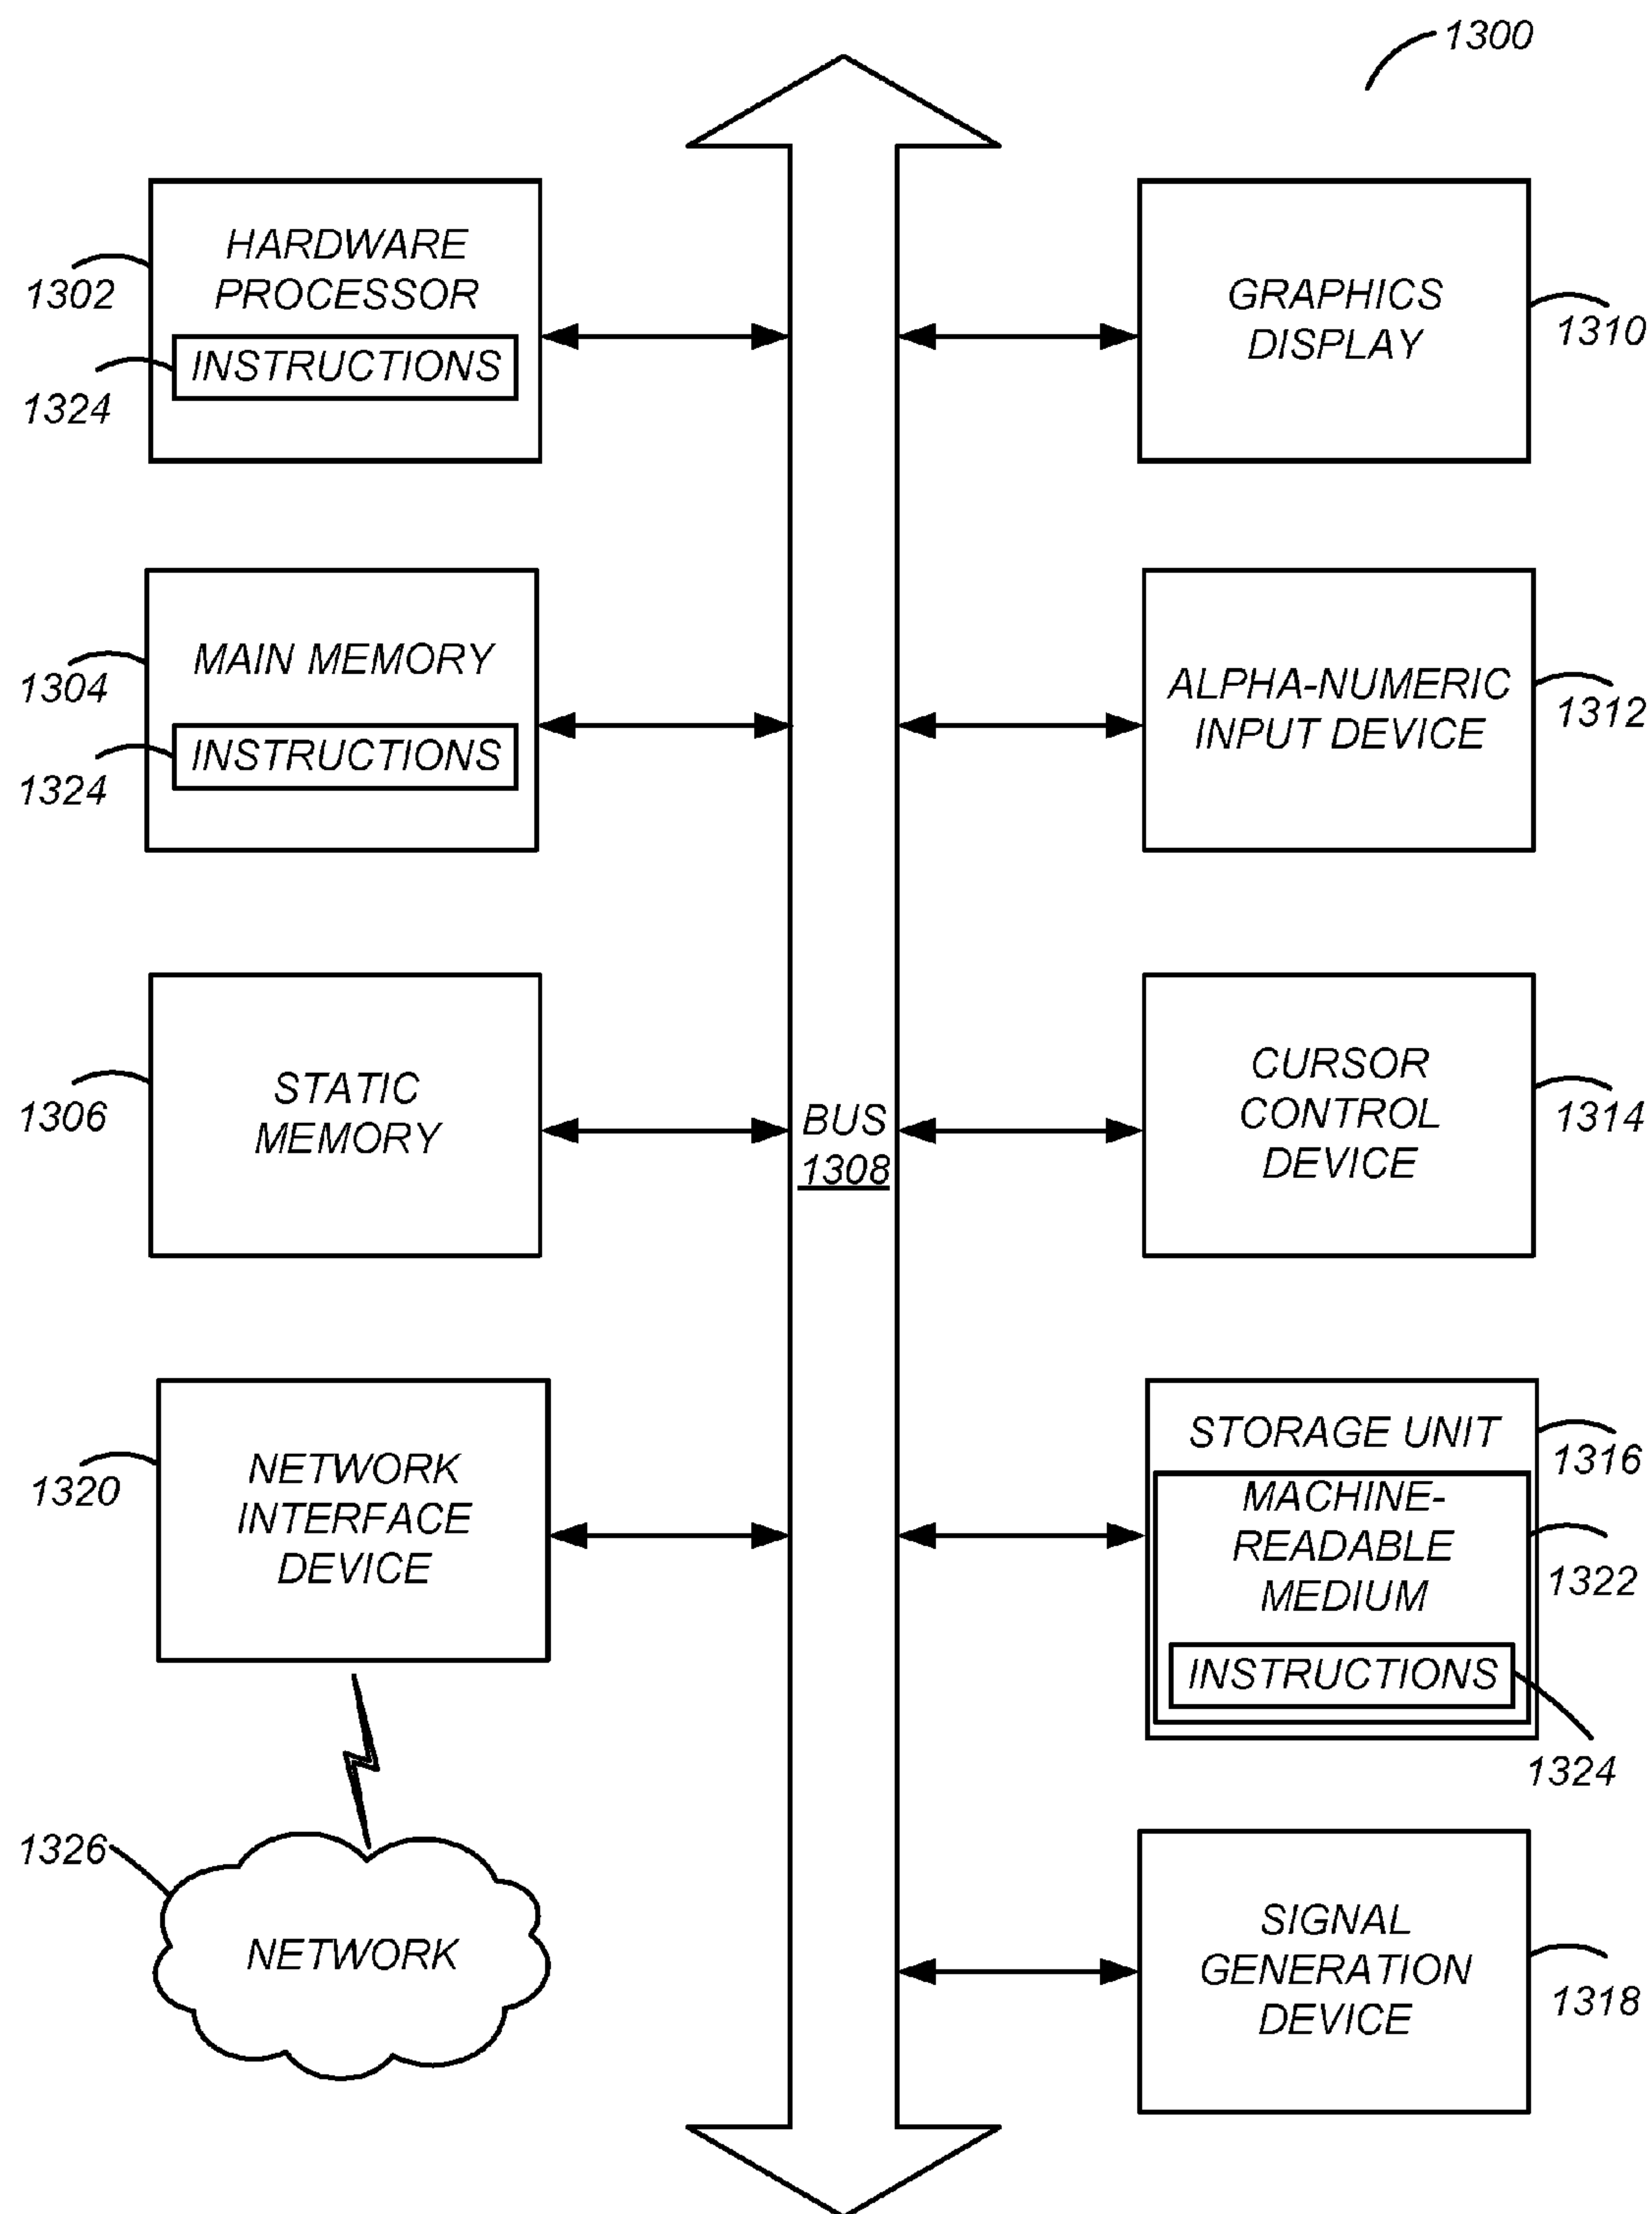 1300
HARDWARE
PROCESSOR
1302
INSTRUCTIONS
1324
GRAPHICS
DISPLAY
1310
MAIN MEMORY
1304
INSTRUCTIONS
1324
ALPHA-NUMERIC
INPUT DEVICE
1312
STATIC
MEMORY
1306
BUS
1308
CURSOR
CONTROL
DEVICE
1314
NETWORK
INTERFACE
DEVICE
1320
STORAGE UNIT
1316
MACHINE-
READABLE
MEDIUM
1322
INSTRUCTIONS
1324
1326
NETWORK
SIGNAL
GENERATION
DEVICE
1318